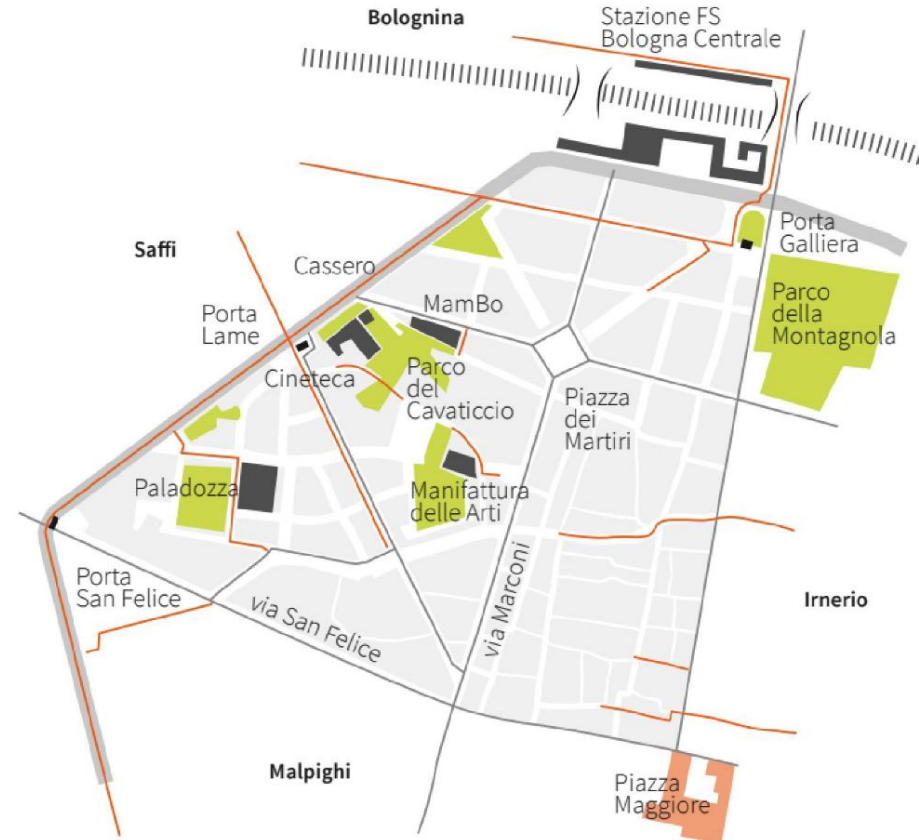 Bolognina
Stazione FS
Bologna Centrale
Saffi
Cassero
Porta
Galliera
Porta
Lame
MamBo
Parco
della
Montagnola
Cineteca
Parco
del
Cavaticcio
Piazza
dei
Martiri
Paladozza
Manifattura
delle Arti
Porta
San Felice
via San Felice
via Marconi
Irnerio
Malpighi
Piazza
Maggiore